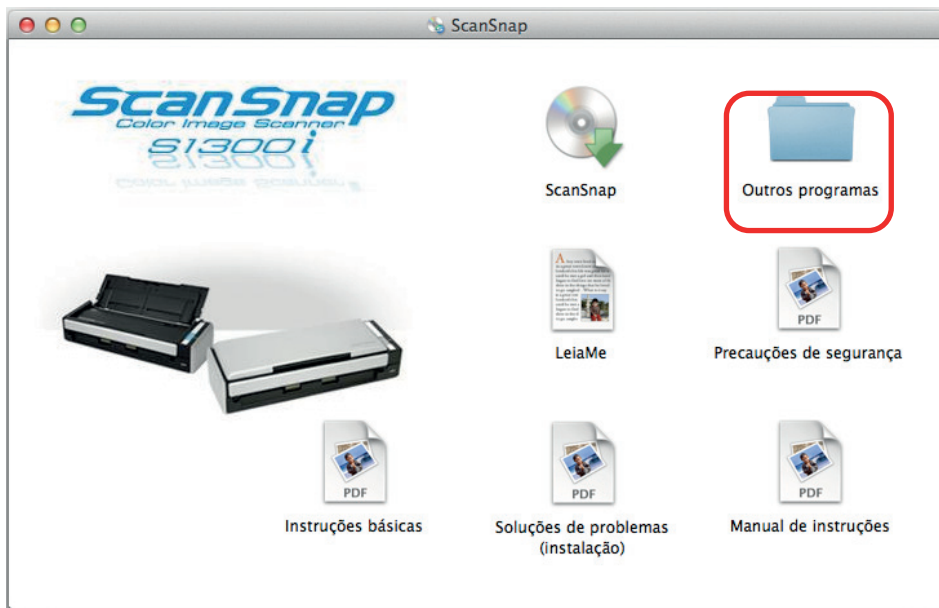 ScanSnap
ScanSnap
Color Image Scanner
S1300i
ScanSnap
Outros programas
LeiaMe
PDF
Precauções de segurança
PDF
Instruções básicas
PDF
Soluções de problemas
(instalação)
PDF
Manual de instruções